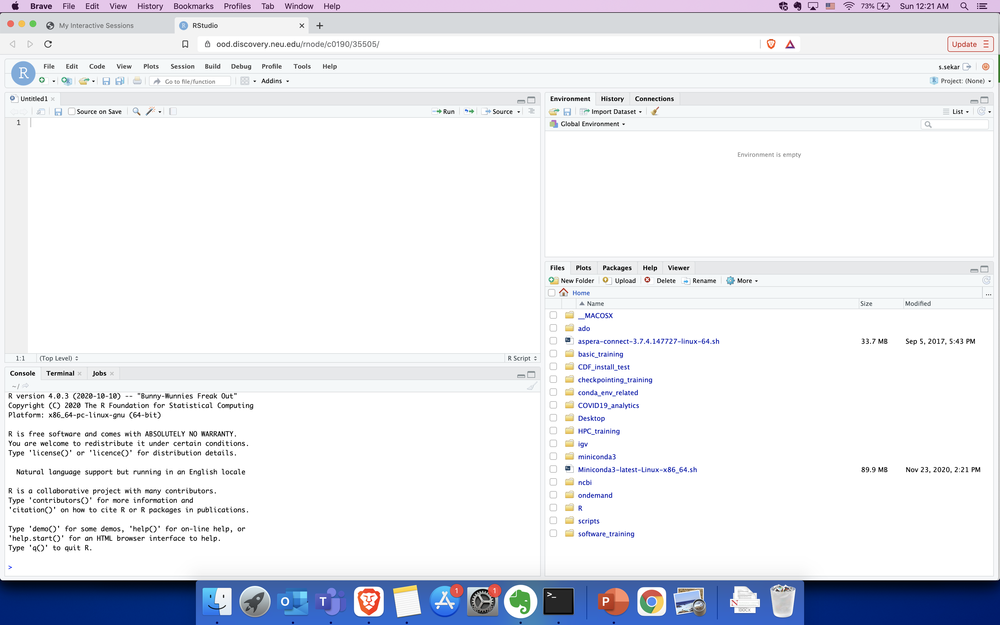 Brave File Edit View History Bookmarks Profiles Tab Window Help 73% Sun 12:21 AM
My Interactive Sessions RStudio
ood.discovery.neu.edu/rnode/c0190/35505/ Update
R File Edit Code View Plots Session Build Debug Profile Tools Help s.sekar
Go to file/function Addins Project: (None)
Untitled1
Source on Save Run Source
1
1:1 (Top Level) R Script
Console Terminal Jobs
~/
R version 4.0.3 (2020-10-10) -- "Bunny-Wunnies Freak Out"
Copyright (C) 2020 The R Foundation for Statistical Computing
Platform: x86_64-pc-linux-gnu (64-bit)
R is free software and comes with ABSOLUTELY NO WARRANTY.
You are welcome to redistribute it under certain conditions.
Type 'license()' or 'licence()' for distribution details.
Natural language support but running in an English locale
R is a collaborative project with many contributors.
Type 'contributors()' for more information and
'citation()' on how to cite R or R packages in publications.
Type 'demo()' for some demos, 'help()' for on-line help, or
'help.start()' for an HTML browser interface to help.
Type 'q()' to quit R.
>
Environment History Connections
Import Dataset List
Global Environment
Environment is empty
Files Plots Packages Help Viewer
New Folder Upload Delete Rename More
Home ...
Name Size Modified
__MACOSX
ado
aspera-connect-3.7.4.147727-linux-64.sh 33.7 MB Sep 5, 2017, 5:43 PM
basic_training
CDF_install_test
checkpointing_training
conda_env_related
COVID19_analytics
Desktop
HPC_training
igv
miniconda3
Miniconda3-latest-Linux-x86_64.sh 89.9 MB Nov 23, 2020, 2:21 PM
ncbi
ondemand
R
scripts
software_training
O T 1 1 >_ P N DOCX